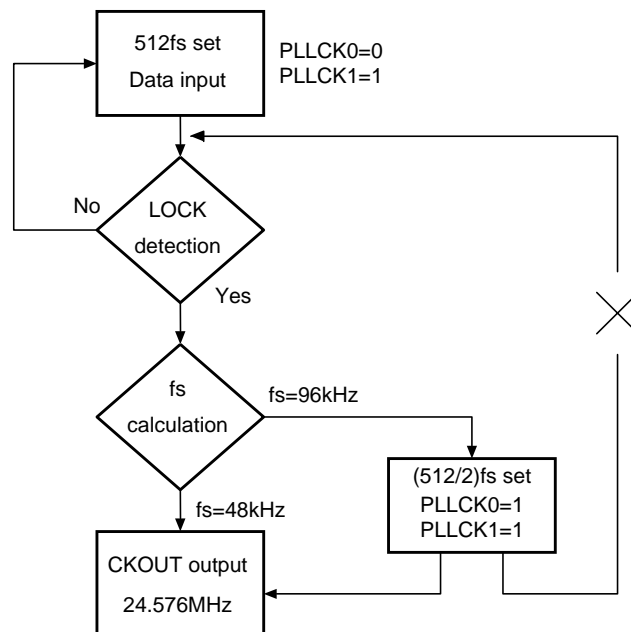 512fs set
Data input
PLLCK0=0
PLLCK1=1
No
LOCK
detection
Yes
fs
calculation
fs=96kHz
(512/2)fs set
PLLCK0=1
PLLCK1=1
fs=48kHz
CKOUT output
24.576MHz